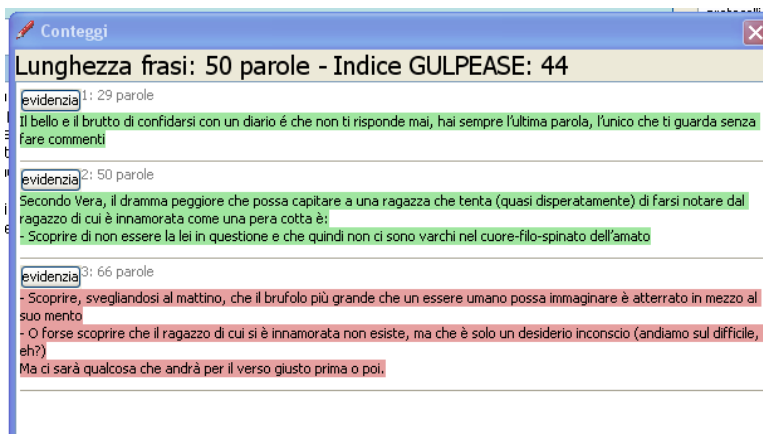 Conteggi
Lunghezza frasi: 50 parole - Indice GULPEASE: 44
evidenzia 1: 29 parole
Il bello e il brutto di confidarsi con un diario é che non ti risponde mai, hai sempre l'ultima parola, l'unico che ti guarda senza
fare commenti
evidenzia 2: 50 parole
Secondo Vera, il dramma peggiore che possa capitare a una ragazza che tenta (quasi disperatamente) di farsi notare dal
ragazzo di cui è innamorata come una pera cotta è:
- Scoprire di non essere la lei in questione e che quindi non ci sono varchi nel cuore-filo-spinato dell'amato
evidenzia 3: 66 parole
- Scoprire, svegliandosi al mattino, che il brufolo più grande che un essere umano possa immaginare è atterrato in mezzo al
suo mento
- O forse scoprire che il ragazzo di cui si è innamorata non esiste, ma che è solo un desiderio inconscio (andiamo sul difficile,
eh?)
Ma ci sarà qualcosa che andrà per il verso giusto prima o poi.